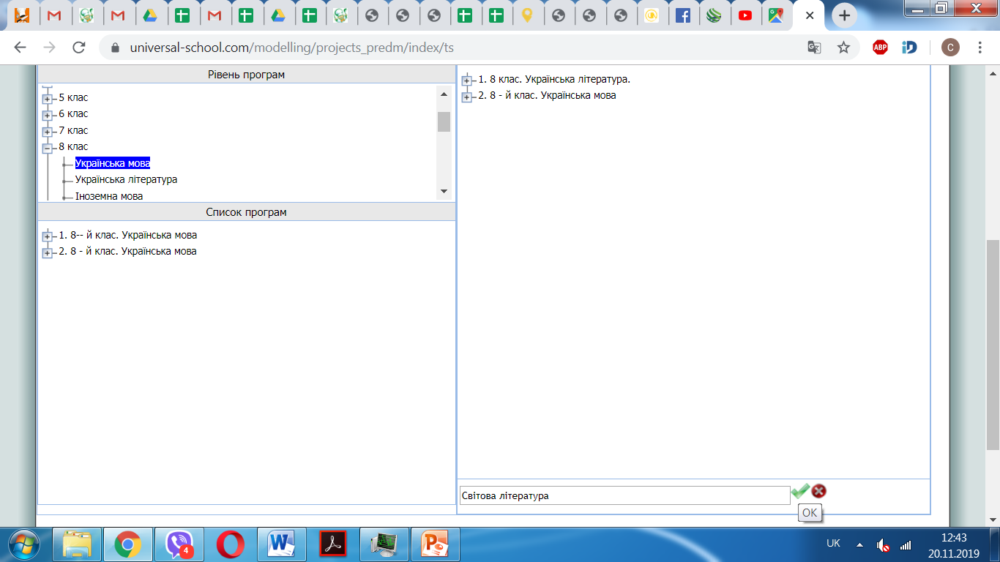 universal-school.com/modelling/projects_predm/index/ts
ABP
iD
C
Рівень програм
5 клас
6 клас
7 клас
8 клас
Українська мова
Українська література
Іноземна мова
Список програм
1. 8-- й клас. Українська мова
2. 8 - й клас. Українська мова
1. 8 клас. Українська література.
2. 8 - й клас. Українська мова
Світова література
OK
4
UK
12:43
20.11.2019